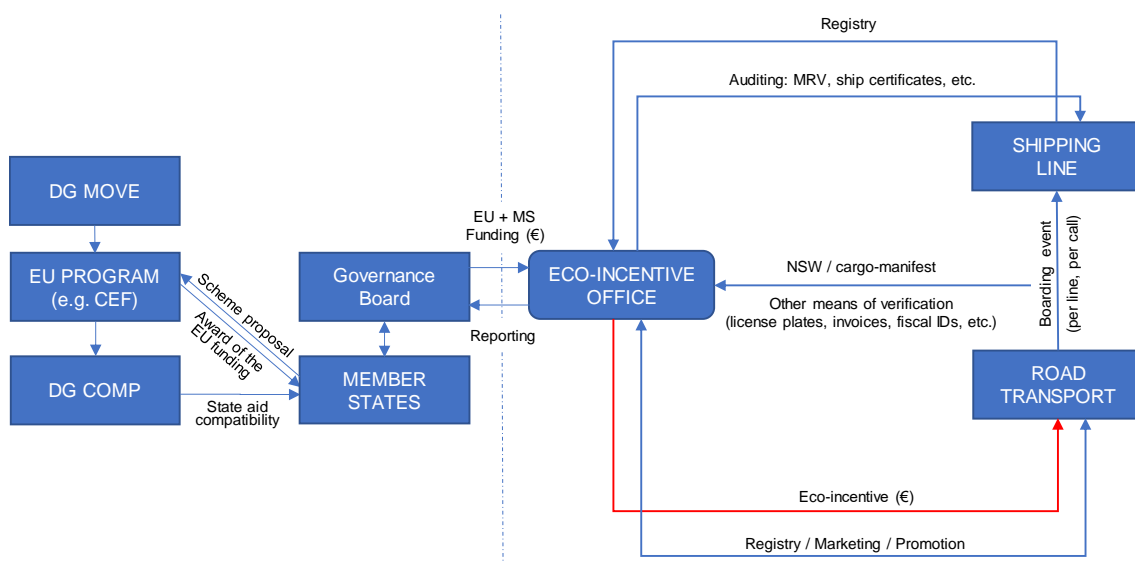 Registry
Auditing: MRV, ship certificates, etc.
SHIPPING
LINE
DG MOVE
EU + MS
Funding (€)
EU PROGRAM
(e.g. CEF)
Scheme proposal
Award of the
EU funding
Governance
Board
ECO-INCENTIVE
OFFICE
NSW / cargo-manifest
Other means of verification
(license plates, invoices, fiscal IDs, etc.)
Boarding event
(per line, per call)
Reporting
DG COMP
State aid
compatibility
MEMBER
STATES
ROAD
TRANSPORT
Eco-incentive (€)
Registry / Marketing / Promotion